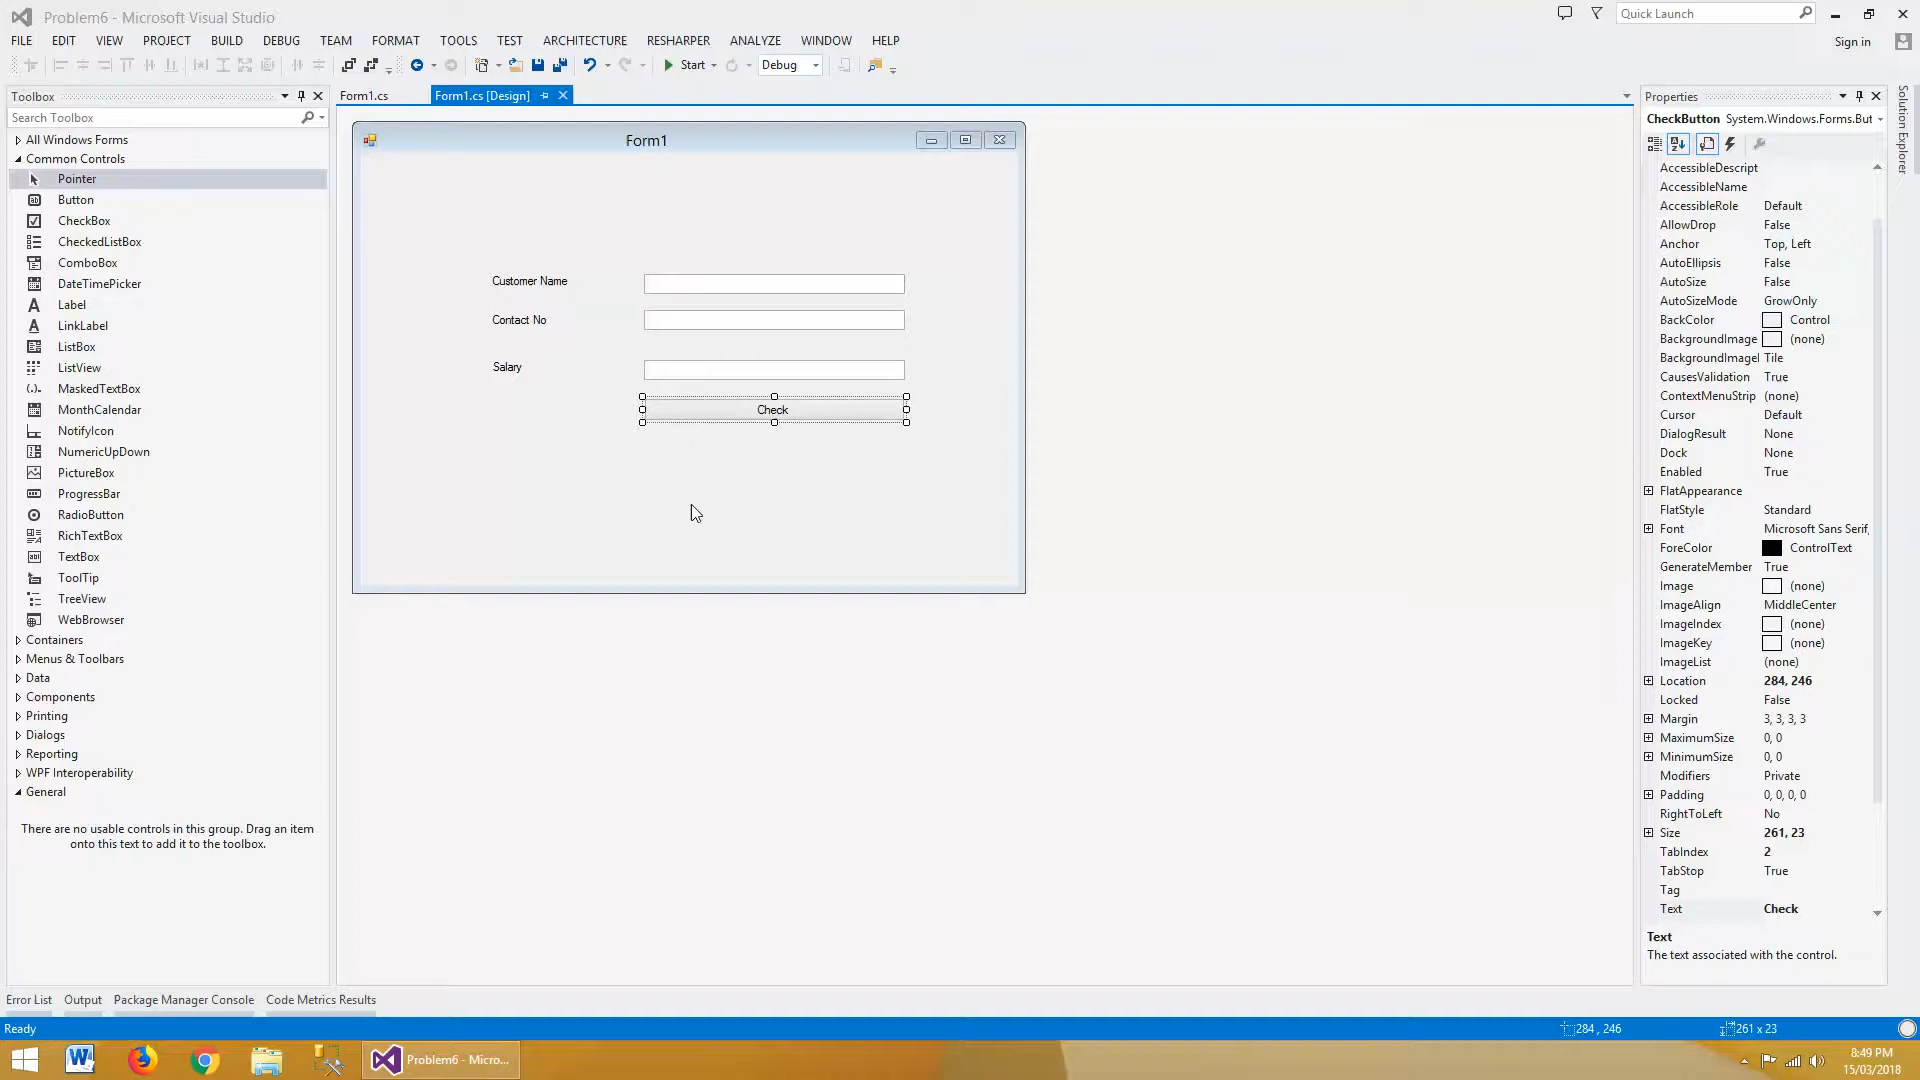 Problem6 - Microsoft Visual Studio
Quick Launch
FILE EDIT VIEW PROJECT BUILD DEBUG TEAM FORMAT TOOLS TEST ARCHITECTURE RESHARPER ANALYZE WINDOW HELP
Sign in
Start Debug
Toolbox
Form1.cs Form1.cs [Design]
Properties
Search Toolbox
CheckButton System.Windows.Forms.But
Solution Explorer
All Windows Forms
Common Controls
Pointer
Button
CheckBox
CheckedListBox
ComboBox
DateTimePicker
Label
LinkLabel
ListBox
ListView
MaskedTextBox
MonthCalendar
NotifyIcon
NumericUpDown
PictureBox
ProgressBar
RadioButton
RichTextBox
TextBox
ToolTip
TreeView
WebBrowser
Containers
Menus & Toolbars
Data
Components
Printing
Dialogs
Reporting
WPF Interoperability
General
There are no usable controls in this group. Drag an item
onto this text to add it to the toolbox.
Form1
Customer Name
Contact No
Salary
Check
AccessibleDescript
AccessibleName
AccessibleRole Default
AllowDrop False
Anchor Top, Left
AutoEllipsis False
AutoSize False
AutoSizeMode GrowOnly
BackColor Control
BackgroundImage (none)
BackgroundImageL Tile
CausesValidation True
ContextMenuStrip (none)
Cursor Default
DialogResult None
Dock None
Enabled True
FlatAppearance
FlatStyle Standard
Font Microsoft Sans Serif,
ForeColor ControlText
GenerateMember True
Image (none)
ImageAlign MiddleCenter
ImageIndex (none)
ImageKey (none)
ImageList (none)
Location 284, 246
Locked False
Margin 3, 3, 3, 3
MaximumSize 0, 0
MinimumSize 0, 0
Modifiers Private
Padding 0, 0, 0, 0
RightToLeft No
Size 261, 23
TabIndex 2
TabStop True
Tag
Text Check
Text
The text associated with the control.
Error List Output Package Manager Console Code Metrics Results
Ready
284 , 246
261 x 23
Problem6 - Micro...
8:49 PM
15/03/2018